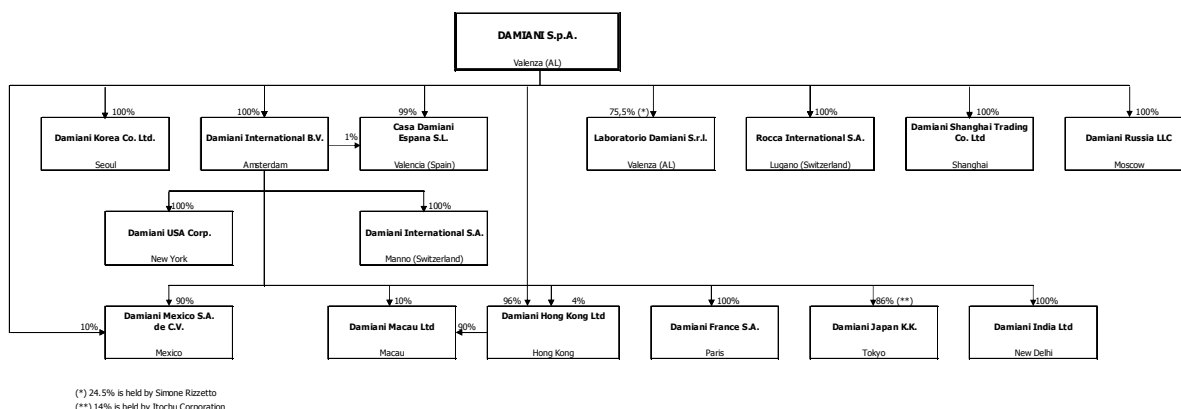 DAMIANI S.p.A.
Valenza (AL)
100%
100%
99%
75,5% (*)
100%
100%
100%
Damiani Korea Co. Ltd.
Seoul
Damiani International B.V.
Amsterdam
1%
Casa Damiani
Espana S.L.
Valencia (Spain)
Laboratorio Damiani S.r.l.
Valenza (AL)
Rocca International S.A.
Lugano (Switzerland)
Damiani Shanghai Trading
Co. Ltd
Shanghai
Damiani Russia LLC
Moscow
100%
100%
Damiani USA Corp.
New York
Damiani International S.A.
Manno (Switzerland)
90%
10%
96%
4%
100%
86% (**)
100%
10%
Damiani Mexico S.A.
de C.V.
Mexico
Damiani Macau Ltd
Macau
90%
Damiani Hong Kong Ltd
Hong Kong
Damiani France S.A.
Paris
Damiani Japan K.K.
Tokyo
Damiani India Ltd
New Delhi
(*) 24.5% is held by Simone Rizzetto
(**) 14% is held by Itochu Corporation